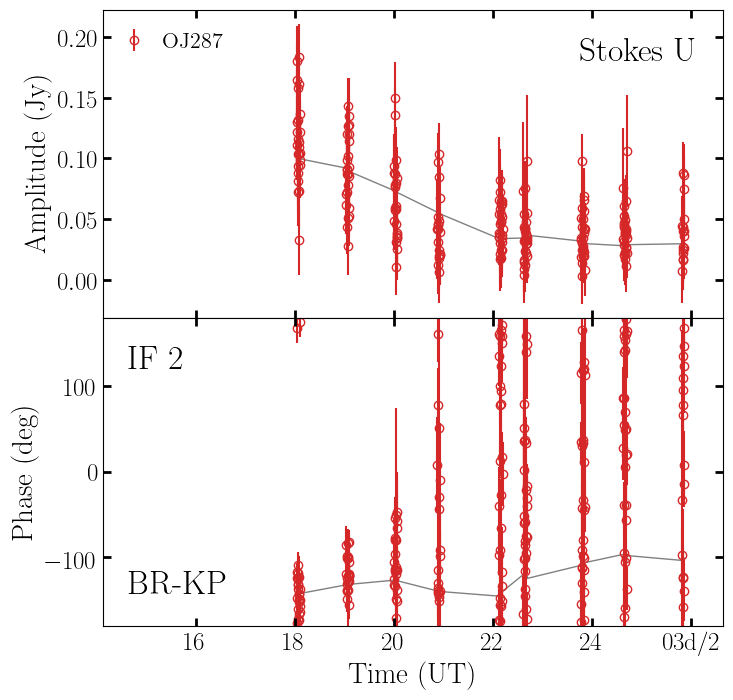 0.20
OJ287
Stokes U
0.15
0.10
0.05
0.00
Amplitude (Jy)
IF 2
100
0
−100
Phase (deg)
BR-KP
16 18 20 22 24 03d/2
Time (UT)